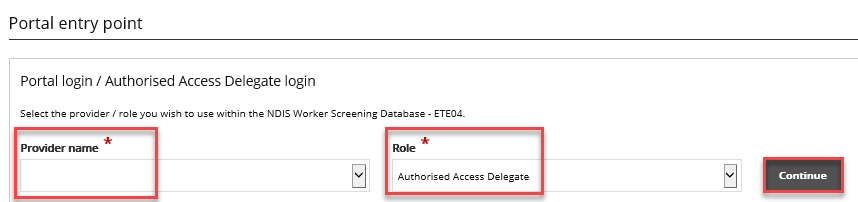 Portal entry point
Portal login / Authorised Access Delegate login
Select the provider / role you wish to use within the NDIS Worker Screening Database - ETE04.
Provider name * Role *
Authorised Access Delegate Continue